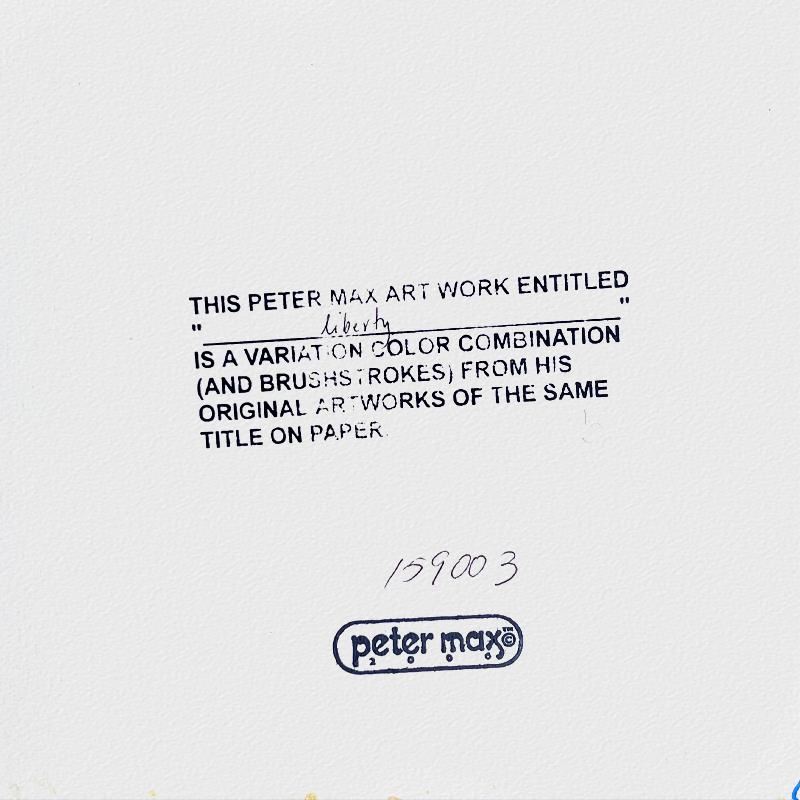 THIS PETER MAX ART WORK ENTITLED
" liberty "
IS A VARIATION COLOR COMBINATION
(AND BRUSHSTROKES) FROM HIS
ORIGINAL ARTWORKS OF THE SAME
TITLE ON PAPER.
159003
peter max ™ ©